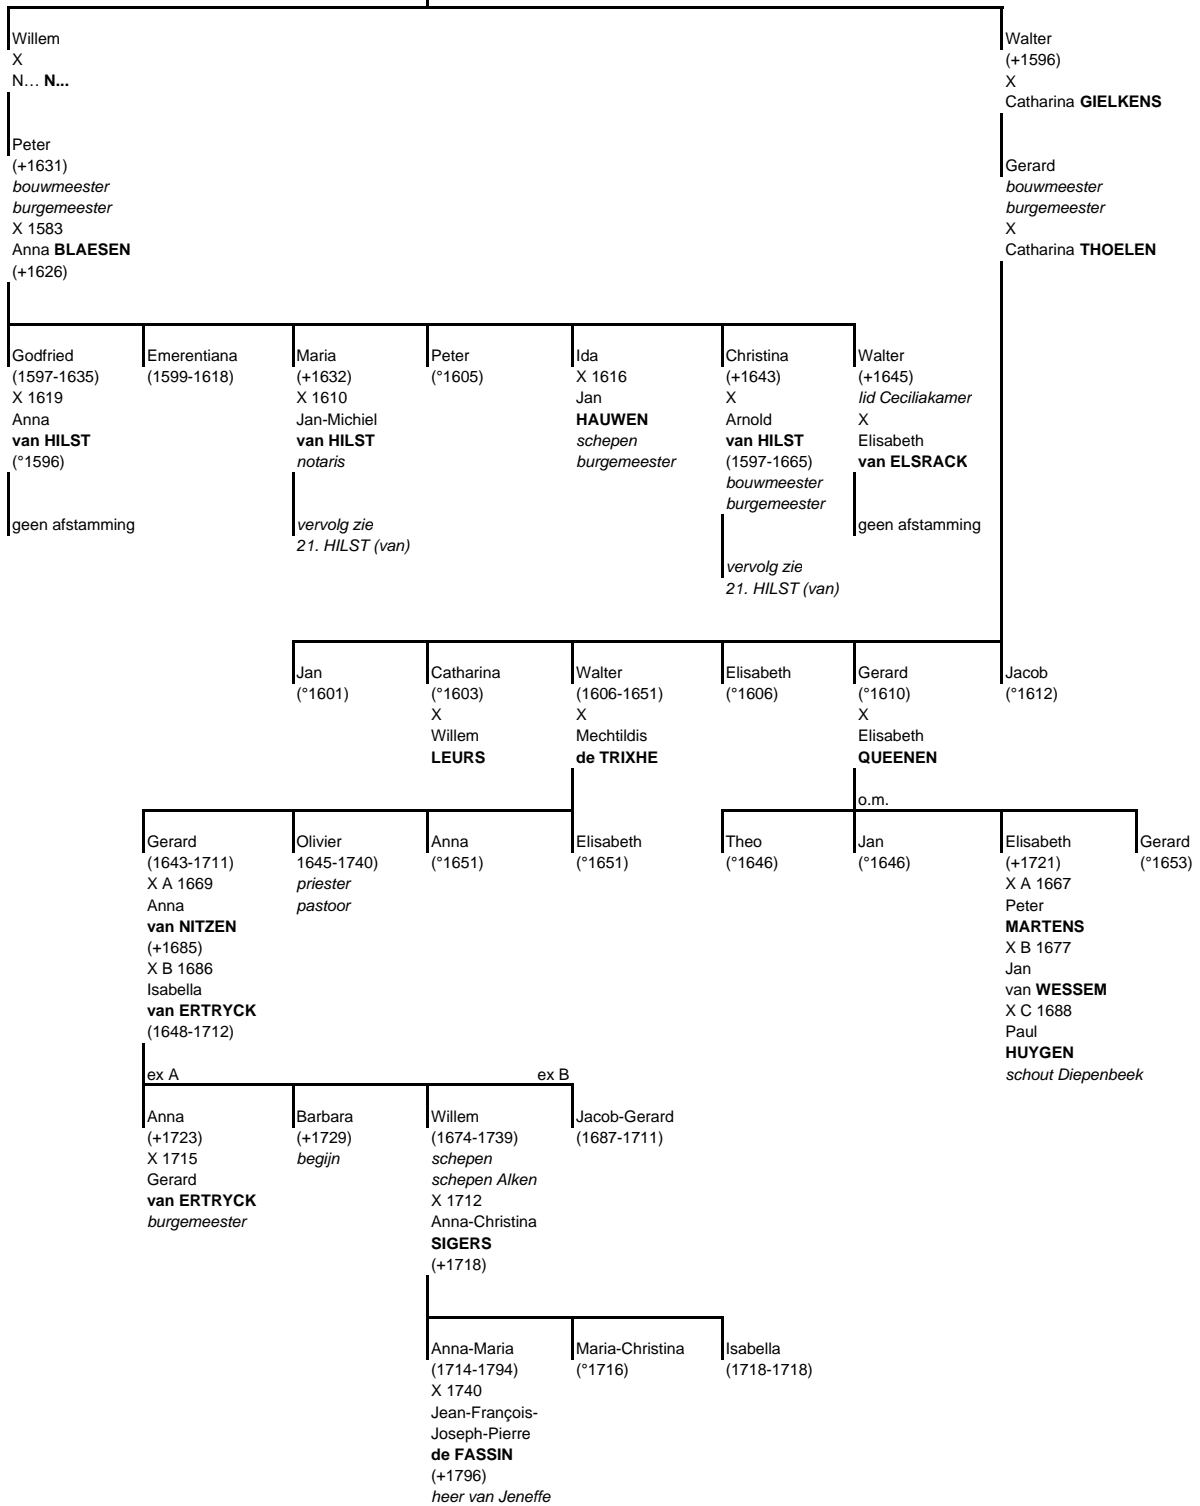 Willem
X
N… N...
Walter
(+1596)
X
Catharina GIELKENS
Peter
(+1631)
bouwmeester
burgemeester
X 1583
Anna BLAESEN
(+1626)
Gerard
bouwmeester
burgemeester
X
Catharina THOELEN
Godfried
(1597-1635)
X 1619
Anna
van HILST
(°1596)
geen afstamming
Emerentiana
(1599-1618)
Maria
(+1632)
X 1610
Jan-Michiel
van HILST
notaris
vervolg zie
21. HILST (van)
Peter
(°1605)
Ida
X 1616
Jan
HAUWEN
schepen
burgemeester
Christina
(+1643)
X
Arnold
van HILST
(1597-1665)
bouwmeester
burgemeester
vervolg zie
21. HILST (van)
Walter
(+1645)
lid Ceciliakamer
X
Elisabeth
van ELSRACK
geen afstamming
Jan
(°1601)
Catharina
(°1603)
X
Willem
LEURS
Walter
(1606-1651)
X
Mechtildis
de TRIXHE
Elisabeth
(°1606)
Gerard
(°1610)
X
Elisabeth
QUEENEN
Jacob
(°1612)
o.m.
Gerard
(1643-1711)
X A 1669
Anna
van NITZEN
(+1685)
X B 1686
Isabella
van ERTRYCK
(1648-1712)
Olivier
1645-1740)
priester
pastoor
Anna
(°1651)
Elisabeth
(°1651)
Theo
(°1646)
Jan
(°1646)
Elisabeth
(+1721)
X A 1667
Peter
MARTENS
X B 1677
Jan
van WESSEM
X C 1688
Paul
HUYGEN
schout Diepenbeek
Gerard
(°1653)
ex A
ex B
Anna
(+1723)
X 1715
Gerard
van ERTRYCK
burgemeester
Barbara
(+1729)
begijn
Willem
(1674-1739)
schepen
schepen Alken
X 1712
Anna-Christina
SIGERS
(+1718)
Jacob-Gerard
(1687-1711)
Anna-Maria
(1714-1794)
X 1740
Jean-François-
Joseph-Pierre
de FASSIN
(+1796)
heer van Jeneffe
Maria-Christina
(°1716)
Isabella
(1718-1718)